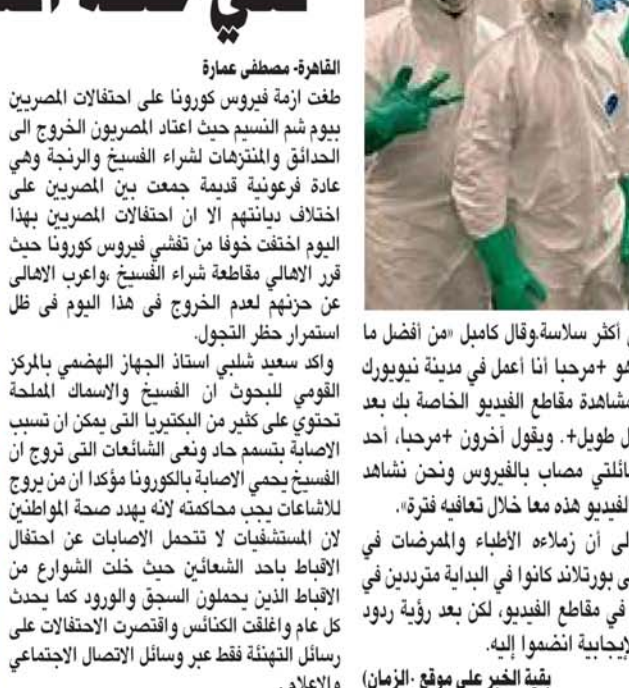 القاهرة- مصطفى عمارة
طغت ازمة فيروس كورونا على احتفالات المصريين
بيوم شم النسيم حيث اعتاد المصريون الخروج الى
الحدائق والمنتزهات لشراء الفسيخ والرنجة وهي
عادة فرعونية قديمة جمعت بين المصريين على
اختلاف ديانتهم الا ان احتفالات المصريين بهذا
اليوم اختفت خوفا من تفشي فيروس كورونا حيث
قرر الاهالي مقاطعة شراء الفسيخ ،واعرب الاهالى
عن حزنهم لعدم الخروج فى هذا اليوم فى ظل
استمرار حظر التجول.
واكد سعيد شلبي استاذ الجهاز الهضمي بالمركز
القومي للبحوث ان الفسيخ والاسماك المملحة
تحتوي على كثير من البكتيريا التى يمكن ان تسبب
الاصابة بتسمم حاد ونعى الشائعات التى تروج ان
الفسيخ يحمي الاصابة بالكورونا مؤكدا ان من يروج
للاشاعات يجب محاكمته لانه يهدد صحة المواطنين
لان المستشفيات لا تتحمل الاصابات عن احتفال
الاقباط باحد الشعائين حيث خلت الشوارع من
الاقباط الذين يحملون السجق والورود كما يحدث
كل عام واغلقت الكنائس واقتصرت الاحتفالات على
رسائل التهنئة فقط عبر وسائل الاتصال الاجتماعي
والاعلام.
أكثر سلاسة.وقال كامبل «من أفضل ما
هو +مرحبا أنا أعمل في مدينة نيويورك
مشاهدة مقاطع الفيديو الخاصة بك بعد
طويل+. ويقول آخرون +مرحبا، أحد
مصاب بالفيروس ونحن نشاهد
الفيديو هذه معا خلال تعافيه فترة».
أن زملاءه الأطباء والممرضات في
بورتلاند كانوا في البداية مترددين في
في مقاطع الفيديو، لكن بعد رؤية ردود
انضموا إليه.
بقية الخبر على موقع (الزمان)